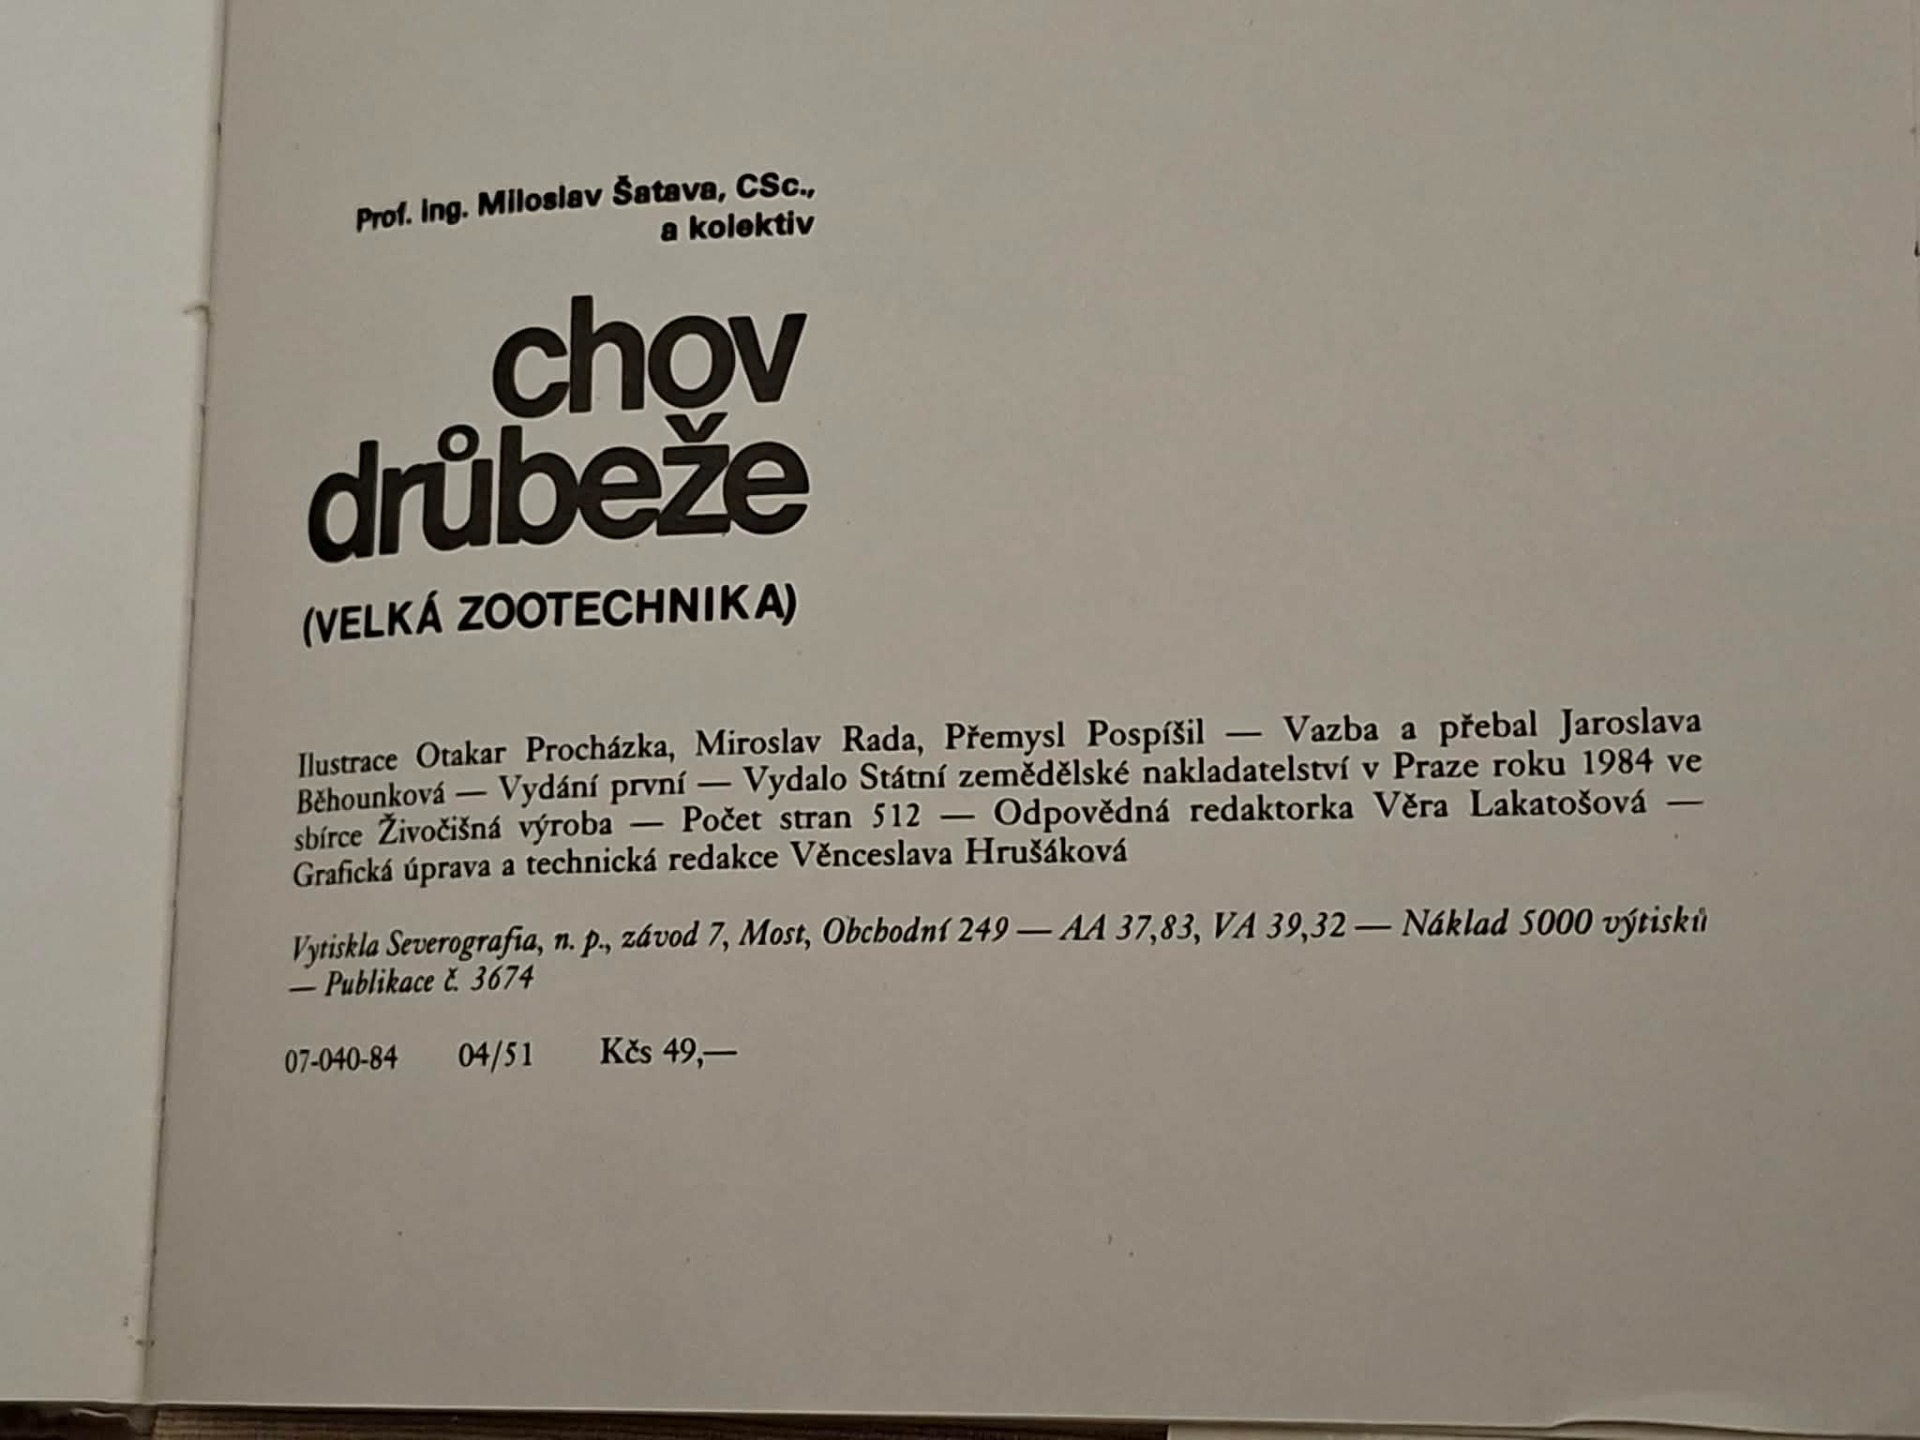 Prof. Ing. Miloslav Šatava, CSc.,
a kolektiv
chov
drůbeže
(VELKÁ ZOOTECHNIKA)
Ilustrace Otakar Procházka, Miroslav Rada, Přemysl Pospíšil — Vazba a přebal Jaroslava
Běhounková — Vydání první — Vydalo Státní zemědělské nakladatelství v Praze roku 1984 ve
sbírce Živočišná výroba — Počet stran 512 — Odpovědná redaktorka Věra Lakatošová —
Grafická úprava a technická redakce Věnceslava Hrušáková
Vytiskla Severografia, n. p., závod 7, Most, Obchodní 249 — AA 37,83, VA 39,32 — Náklad 5000 výtisků
— Publikace č. 3674
07-040-84 04/51 Kčs 49,—